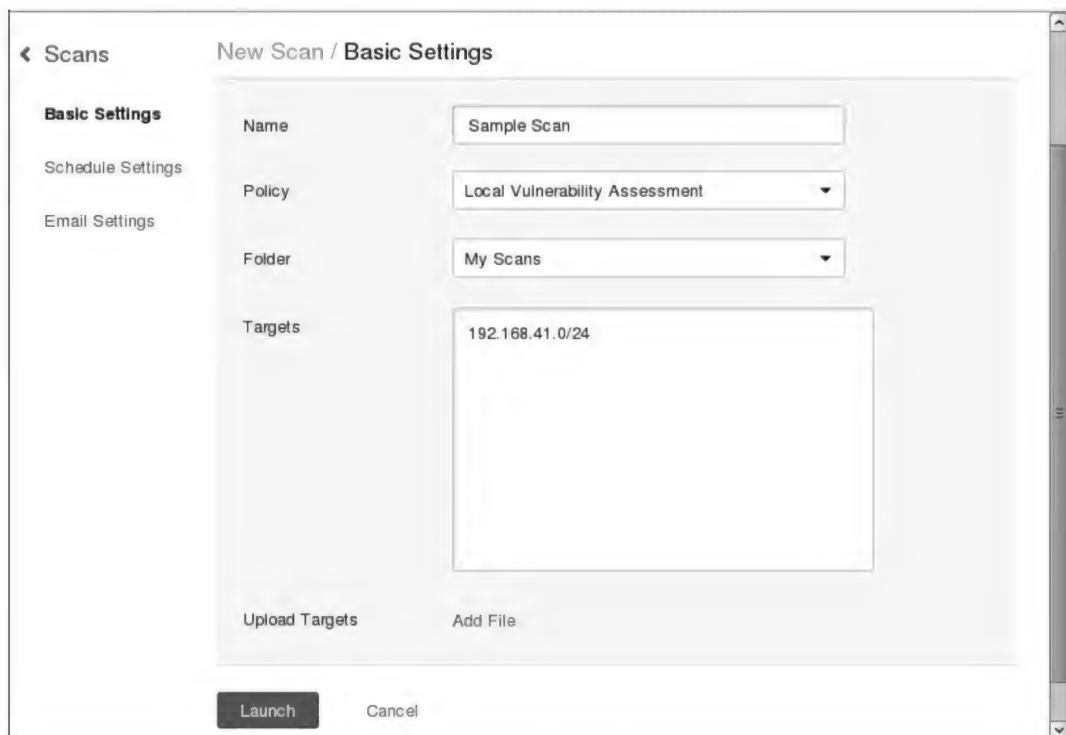 Scans
New Scan / Basic Settings
Basic Settings
Schedule Settings
Email Settings
Name
Sample Scan
Policy
Local Vulnerability Assessment
Folder
My Scans
Targets
192.168.41.0/24
Upload Targets
Add File
Launch
Cancel